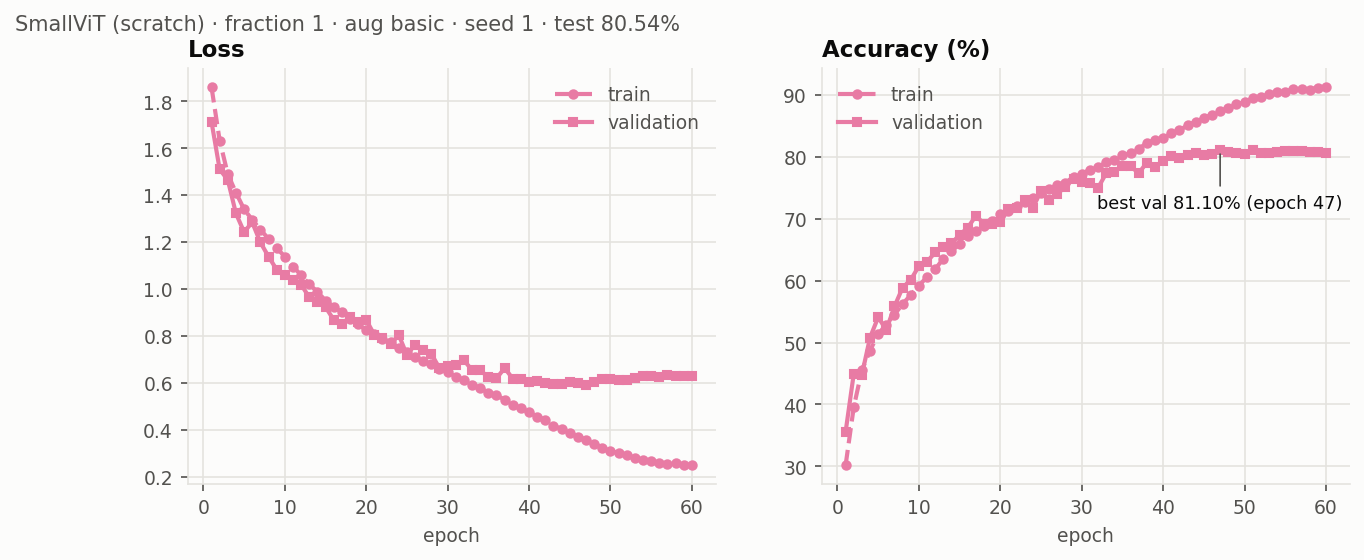 SmallViT (scratch) · fraction 1 · aug basic · seed 1 · test 80.54%
Loss
train
validation
1.8
1.6
1.4
1.2
1.0
0.8
0.6
0.4
0.2
0 10 20 30 40 50 60
epoch
Accuracy (%)
train
validation
90
80
70
60
50
40
30
best val 81.10% (epoch 47)
0 10 20 30 40 50 60
epoch